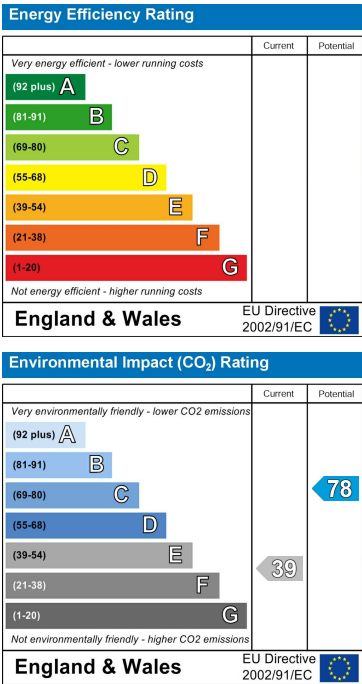 Energy Efficiency Rating
Current Potential
Very energy efficient - lower running costs
(92 plus) A
(81-91) B
(69-80) C
(55-68) D
(39-54) E
(21-38) F
(1-20) G
Not energy efficient - higher running costs
England & Wales
EU Directive
2002/91/EC
Environmental Impact (CO₂) Rating
Current Potential
Very environmentally friendly - lower CO2 emissions
(92 plus) A
(81-91) B
(69-80) C
78
(55-68) D
(39-54) E
39
(21-38) F
(1-20) G
Not environmentally friendly - higher CO2 emissions
England & Wales
EU Directive
2002/91/EC